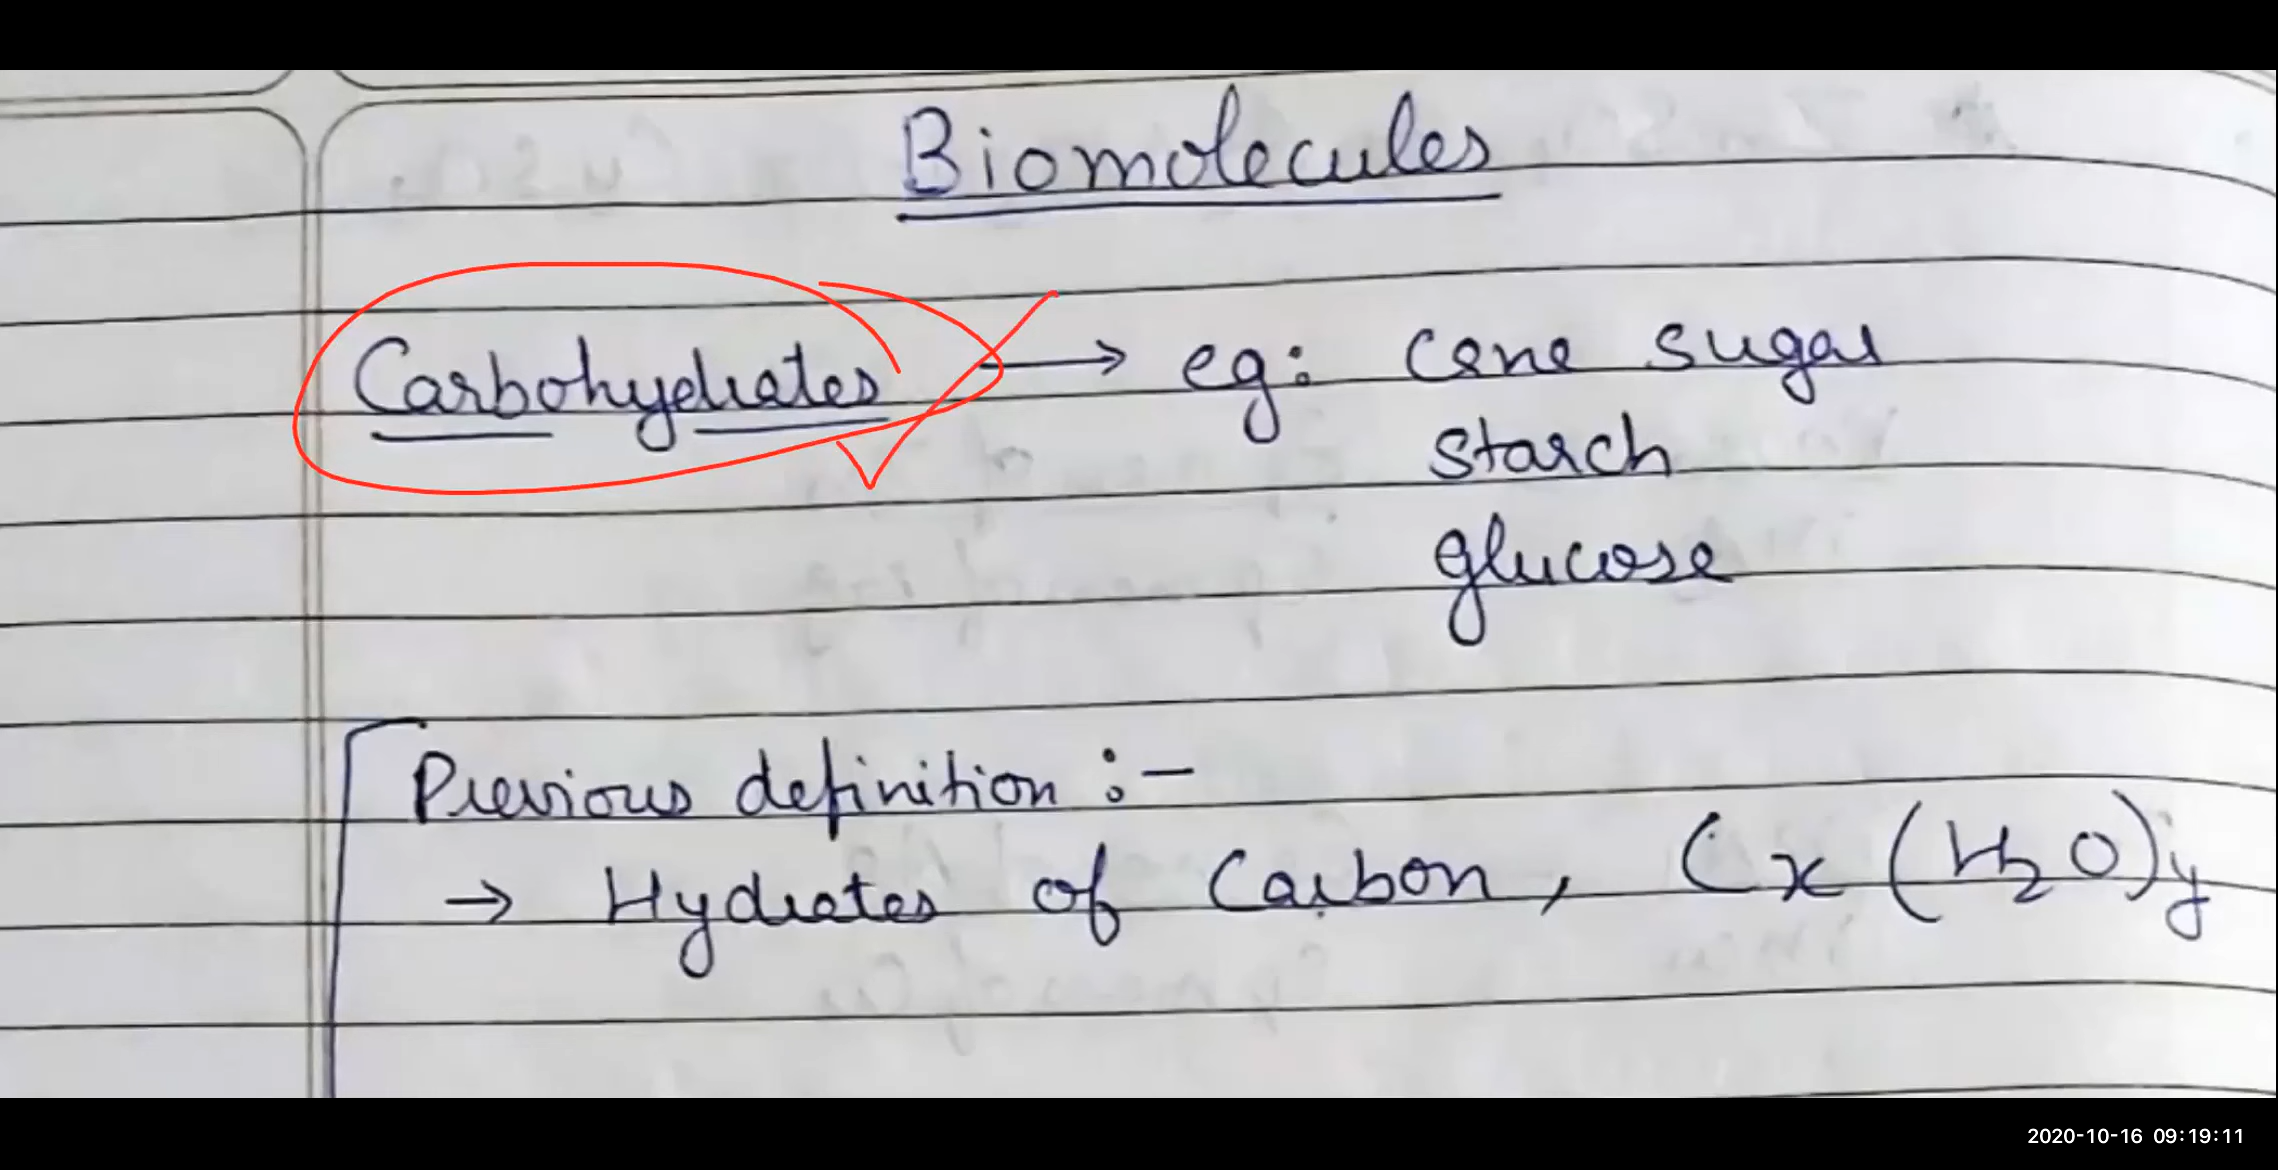 Biomolecules
Carbohydrates → eg: cane sugar
starch
glucose
Previous definition :-
→ Hydrates of Carbon, Cx(H2O)y
2020-10-16 09:19:11